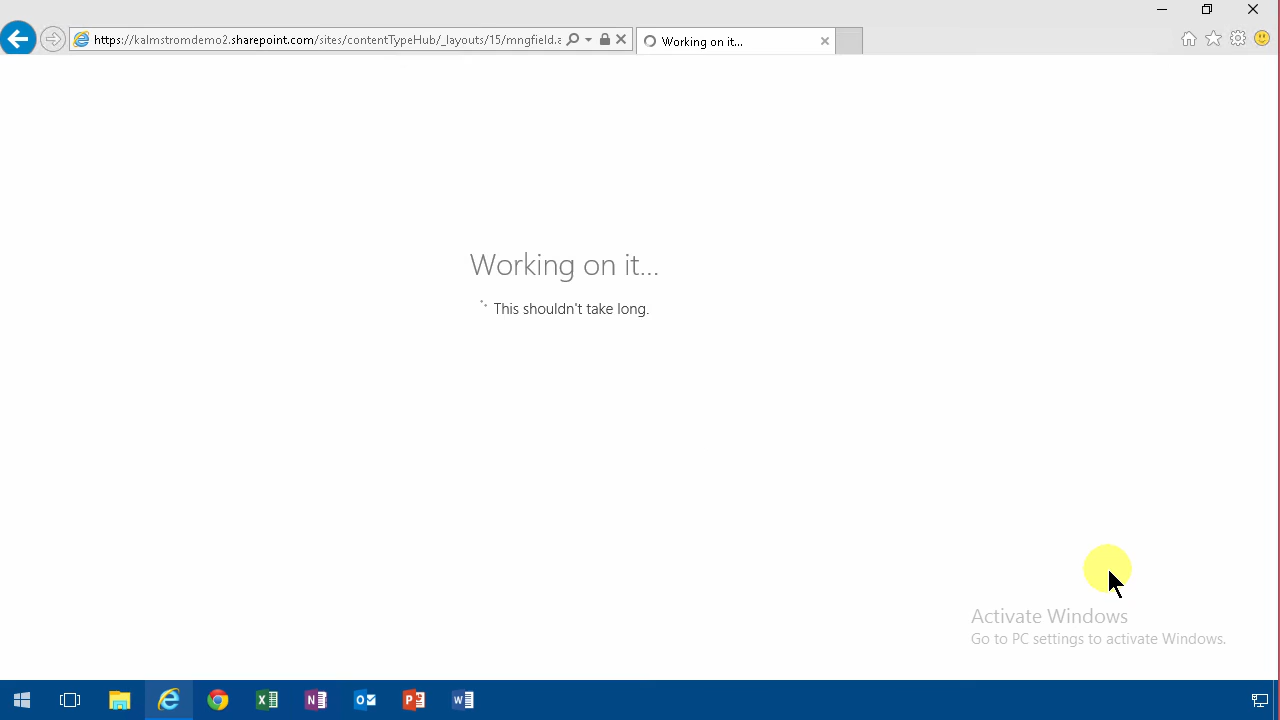 https://kalmstromdemo2.sharepoint.com/sites/contentTypeHub/_layouts/15/mngfield.a
Working on it...
Working on it...
This shouldn't take long.
Activate Windows
Go to PC settings to activate Windows.